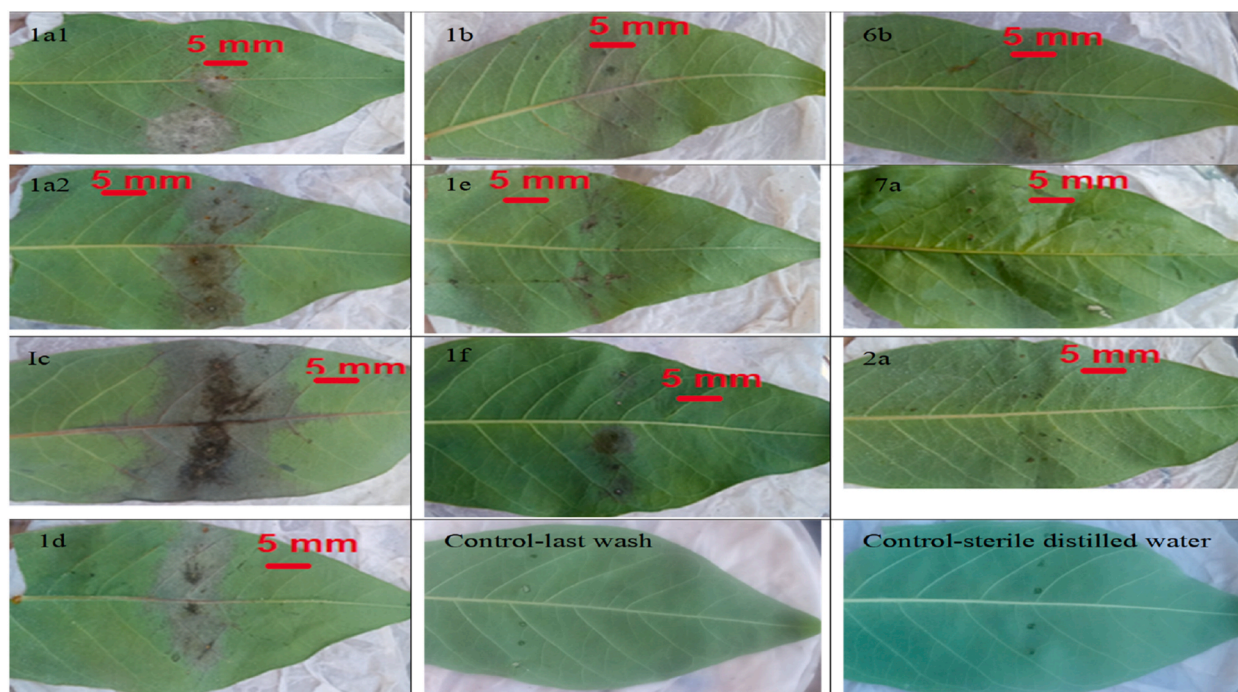 1a1
5 mm
1b
5 mm
6b
5 mm
1a2
5 mm
1e
5 mm
7a
5 mm
Ic
5 mm
1f
5 mm
2a
5 mm
1d
5 mm
Control-last wash
Control-sterile distilled water